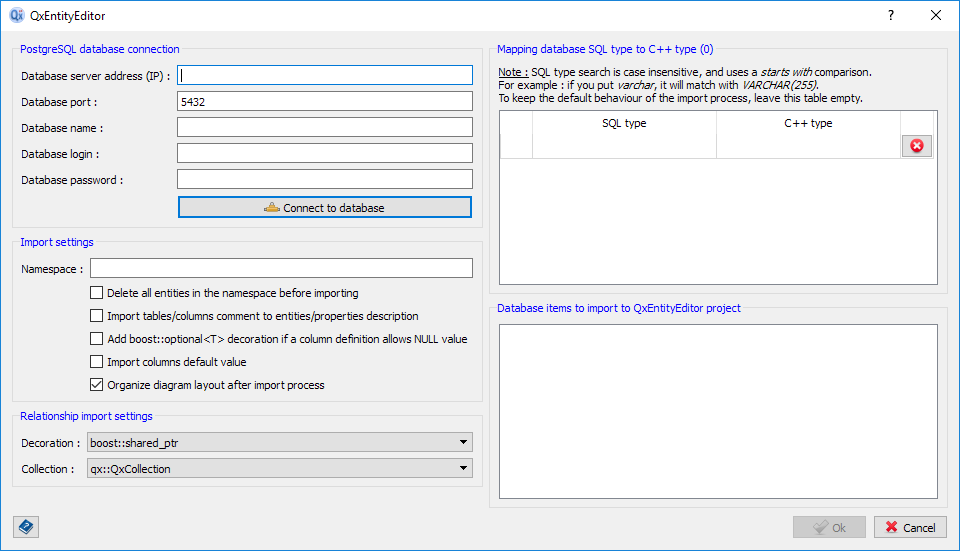 QxEntityEditor
PostgreSQL database connection
Database server address (IP) :
Database port : 5432
Database name :
Database login :
Database password :
Connect to database
Import settings
Namespace :
Delete all entities in the namespace before importing
Import tables/columns comment to entities/properties description
Add boost::optional<T> decoration if a column definition allows NULL value
Import columns default value
Organize diagram layout after import process
Relationship import settings
Decoration : boost::shared_ptr
Collection : qx::QxCollection
Mapping database SQL type to C++ type (0)
Note : SQL type search is case insensitive, and uses a starts with comparison.
For example : if you put varchar, it will match with VARCHAR(255).
To keep the default behaviour of the import process, leave this table empty.
SQL type C++ type
Database items to import to QxEntityEditor project
Ok Cancel